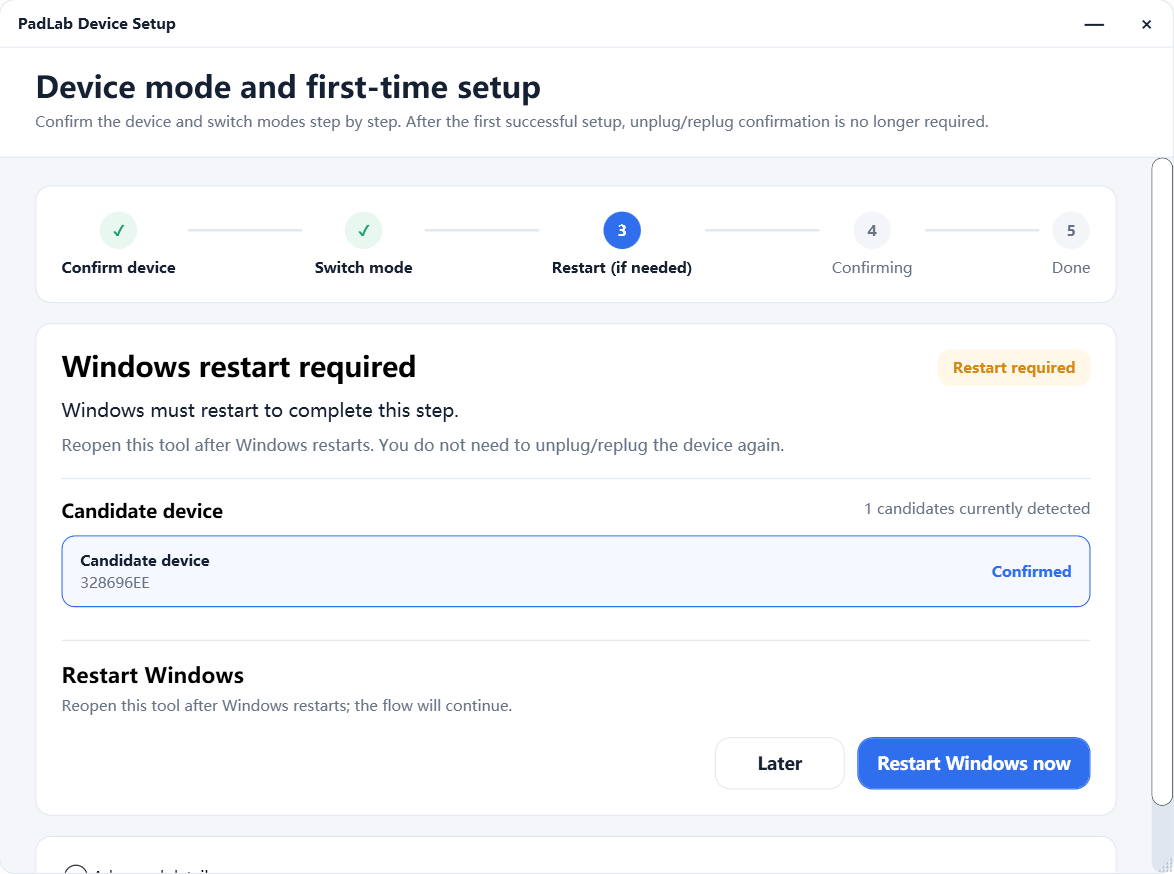 PadLab Device Setup
Device mode and first-time setup
Confirm the device and switch modes step by step. After the first successful setup, unplug/replug confirmation is no longer required.
✓ ✓ 3 4 5
Confirm device Switch mode Restart (if needed) Confirming Done
Windows restart required
Restart required
Windows must restart to complete this step.
Reopen this tool after Windows restarts. You do not need to unplug/replug the device again.
Candidate device
1 candidates currently detected
Candidate device
328696EE
Confirmed
Restart Windows
Reopen this tool after Windows restarts; the flow will continue.
Later
Restart Windows now